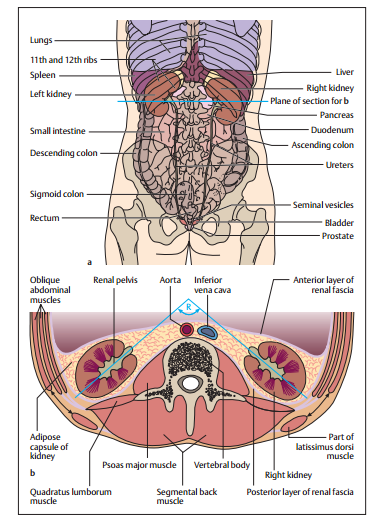 Lungs
11th and 12th ribs
Spleen
Left kidney
Small intestine
Descending colon
Sigmoid colon
Rectum
Liver
Right kidney
Plane of section for b
Pancreas
Duodenum
Ascending colon
Ureters
Seminal vesicles
Bladder
Prostate
a
Oblique
abdominal
muscles
Renal pelvis
Aorta
Inferior
vena cava
Anterior layer of
renal fascia
R
Adipose
capsule of
kidney
b
Psoas major muscle
Vertebral body
Part of
latissimus dorsi
muscle
Right kidney
Quadratus lumborum
muscle
Segmental back
muscle
Posterior layer of renal fascia